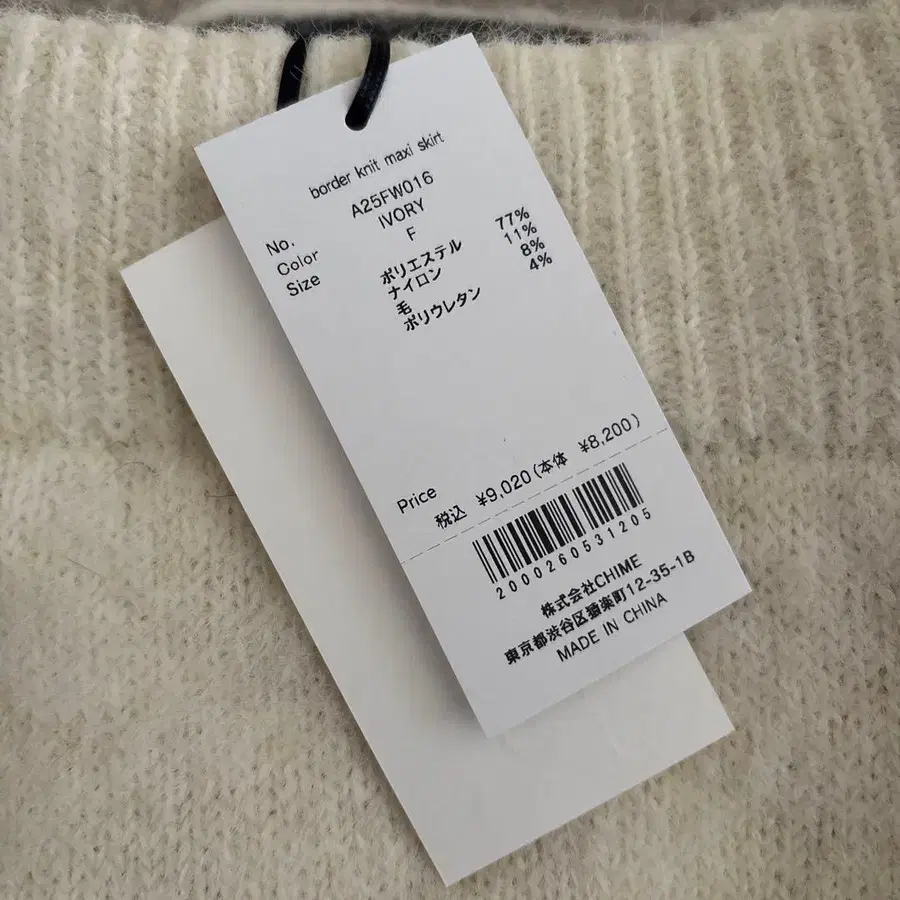 border knit maxi skirt
No. A25FW016
Color IVORY
Size F
ポリエステル 77%
ナイロン 11%
毛 8%
ポリウレタン 4%
Price
税込 ¥9,020(本体 ¥8,200)
2000260531205
株式会社CHIME
東京都渋谷区猿楽町12-35-1B
MADE IN CHINA